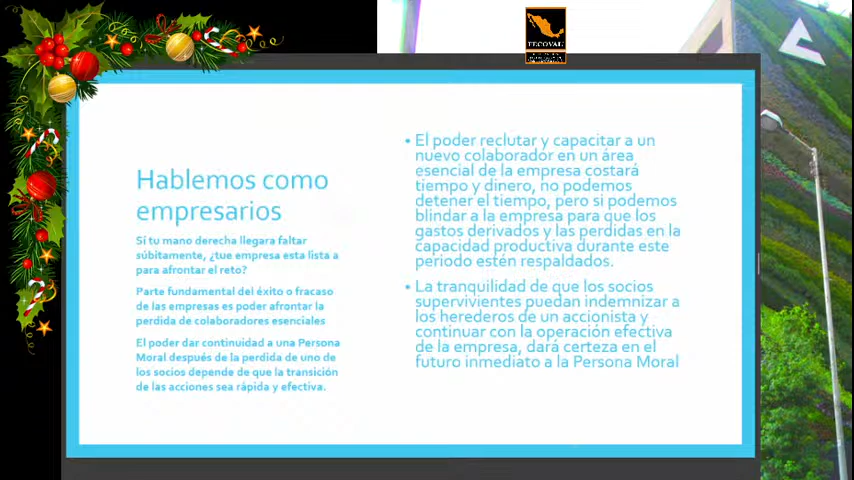 TECOVAL
Hablemos como
empresarios
Sí tu mano derecha llegara faltar
súbitamente, ¿tue empresa esta lista a
para afrontar el reto?
Parte fundamental del éxito o fracaso
de las empresas es poder afrontar la
perdida de colaboradores esenciales
El poder dar continuidad a una Persona
Moral después de la perdida de uno de
los socios depende de que la transición
de las acciones sea rápida y efectiva.
• El poder reclutar y capacitar a un
nuevo colaborador en un área
esencial de la empresa costará
tiempo y dinero, no podemos
detener el tiempo, pero si podemos
blindar a la empresa para que los
gastos derivados y las perdidas en la
capacidad productiva durante este
periodo estén respaldados.
• La tranquilidad de que los socios
supervivientes puedan indemnizar a
los herederos de un accionista y
continuar con la operación efectiva
de la empresa, dará certeza en el
futuro inmediato a la Persona Moral